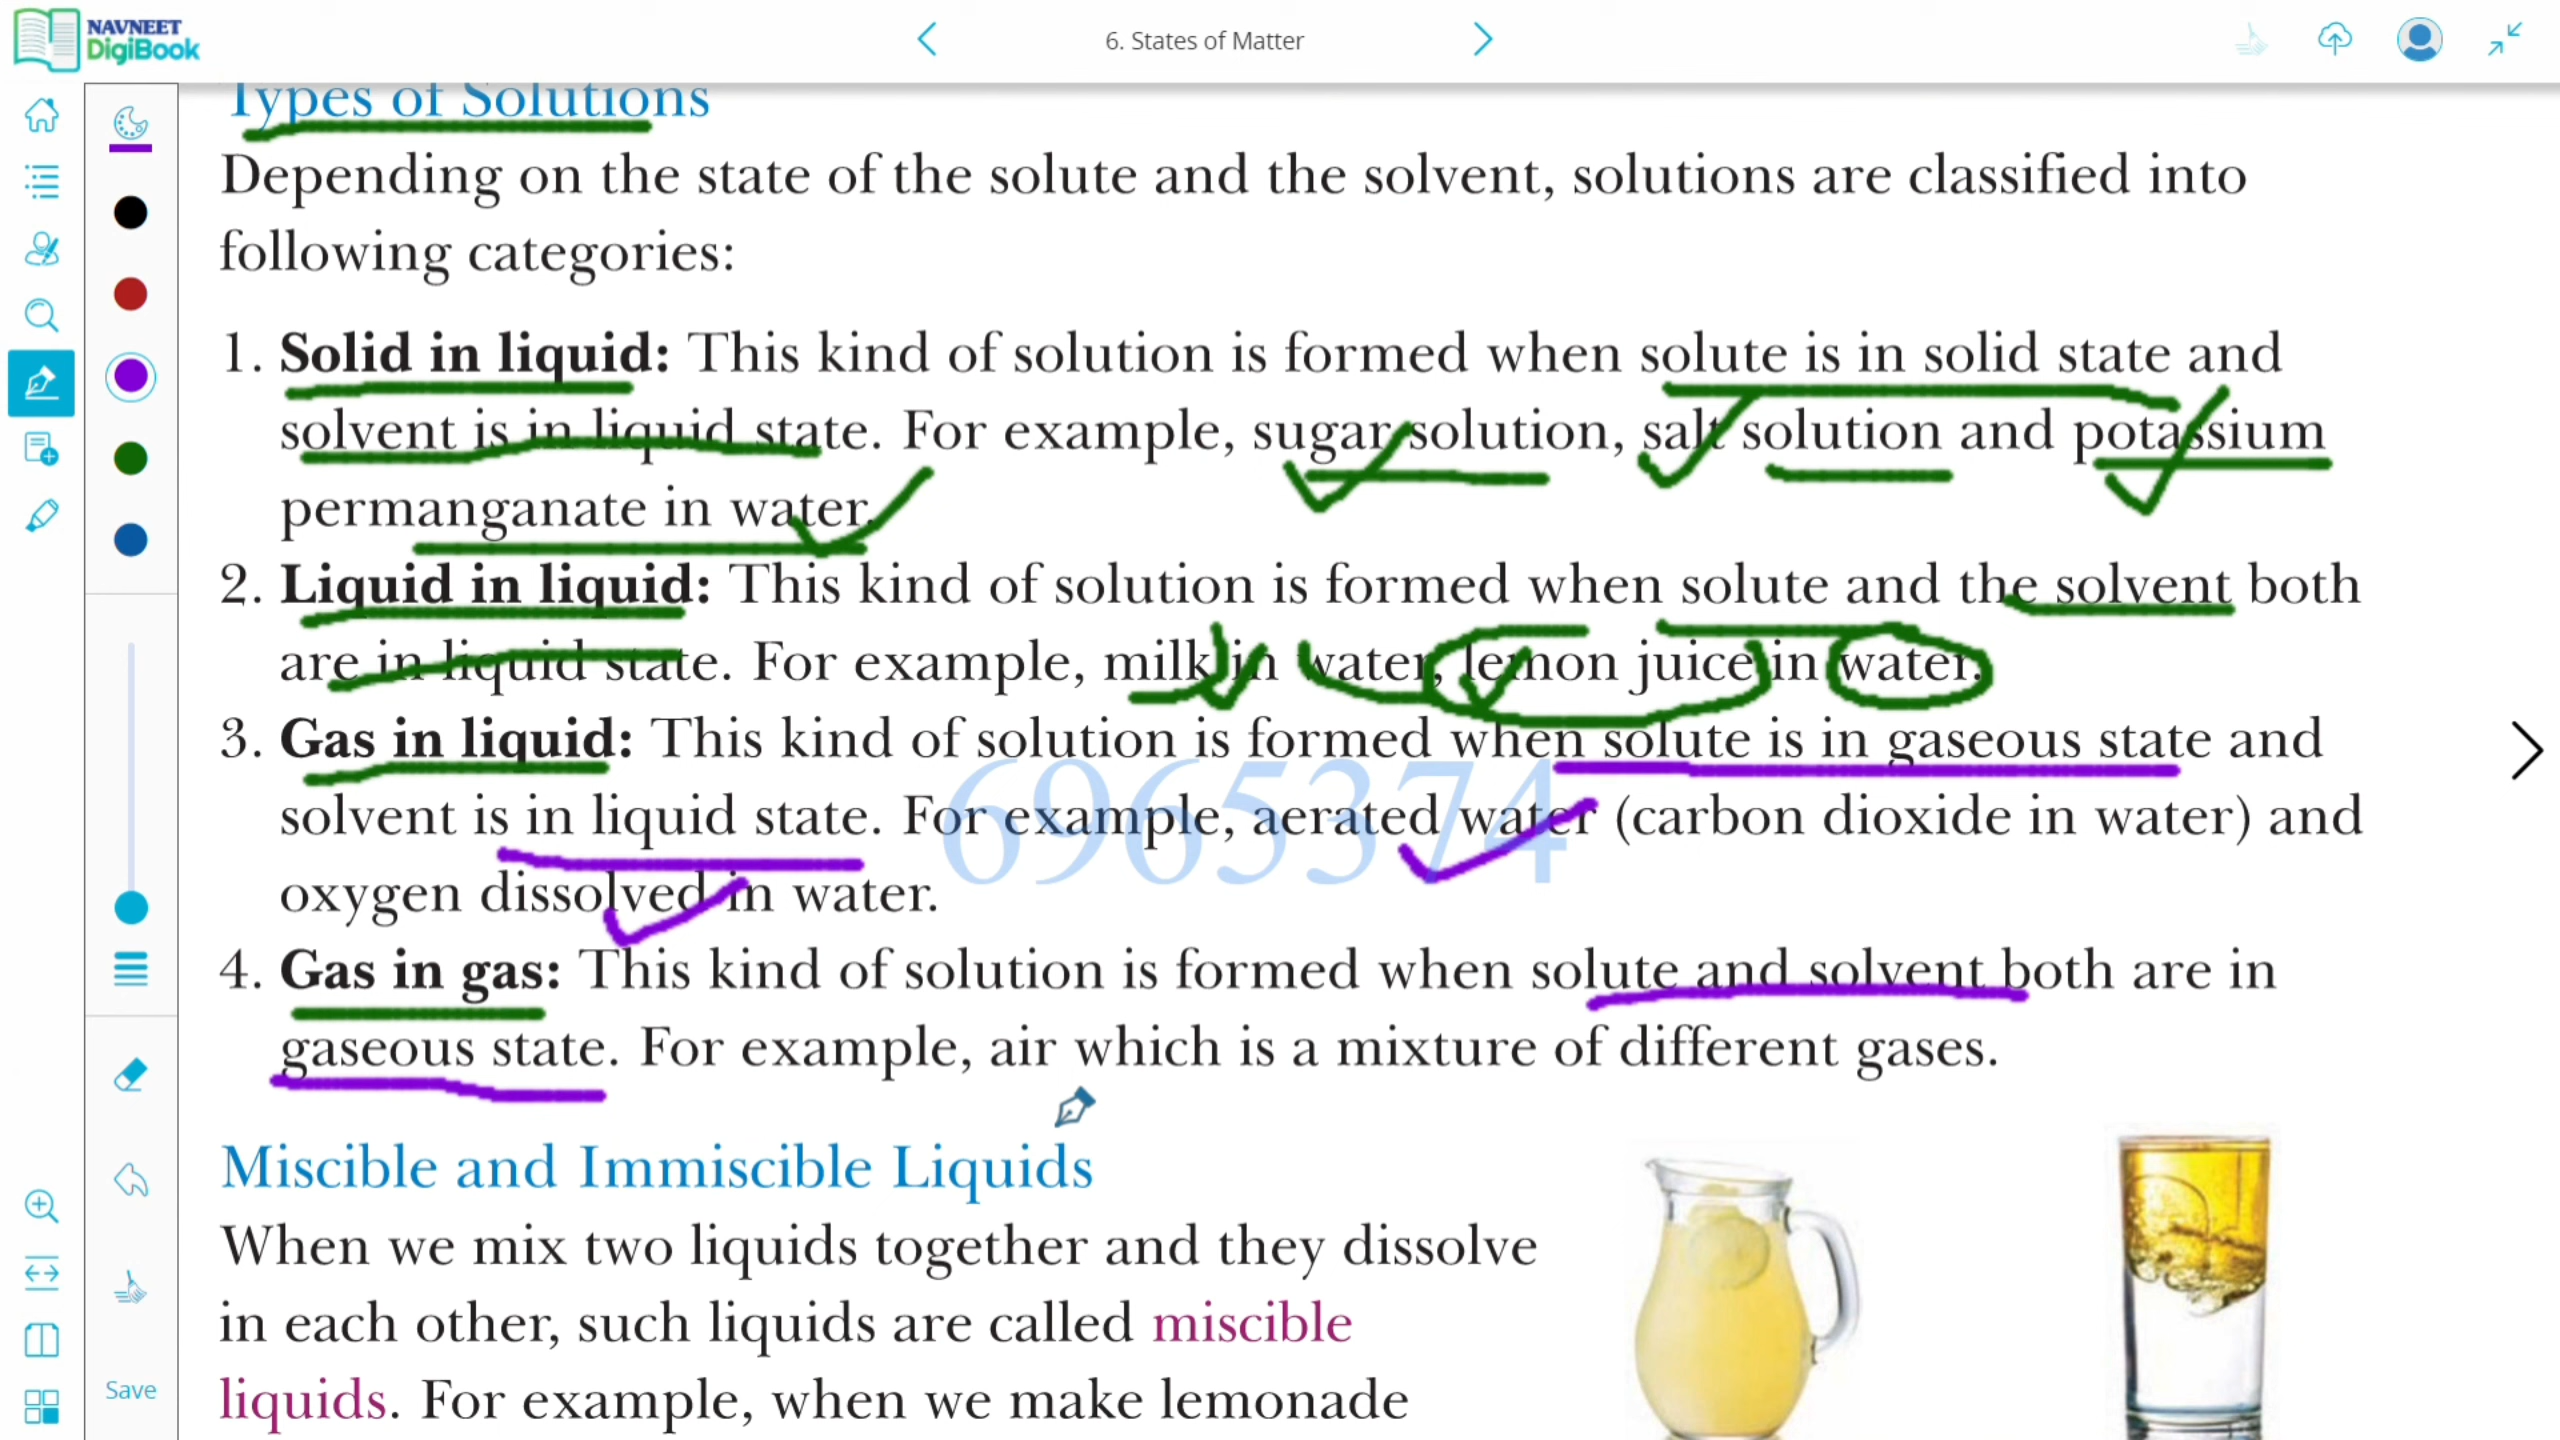 NAVNEET
DigiBook
6. States of Matter
Types of Solutions
Depending on the state of the solute and the solvent, solutions are classified into
following categories:
1. Solid in liquid: This kind of solution is formed when solute is in solid state and
solvent is in liquid state. For example, sugar solution, salt solution and potassium
permanganate in water.
2. Liquid in liquid: This kind of solution is formed when solute and the solvent both
are in liquid state. For example, milk in water, lemon juice in water.
3. Gas in liquid: This kind of solution is formed when solute is in gaseous state and
solvent is in liquid state. For example, aerated water (carbon dioxide in water) and
oxygen dissolved in water.
6965374
4. Gas in gas: This kind of solution is formed when solute and solvent both are in
gaseous state. For example, air which is a mixture of different gases.
Miscible and Immiscible Liquids
When we mix two liquids together and they dissolve
in each other, such liquids are called miscible
liquids. For example, when we make lemonade
Save